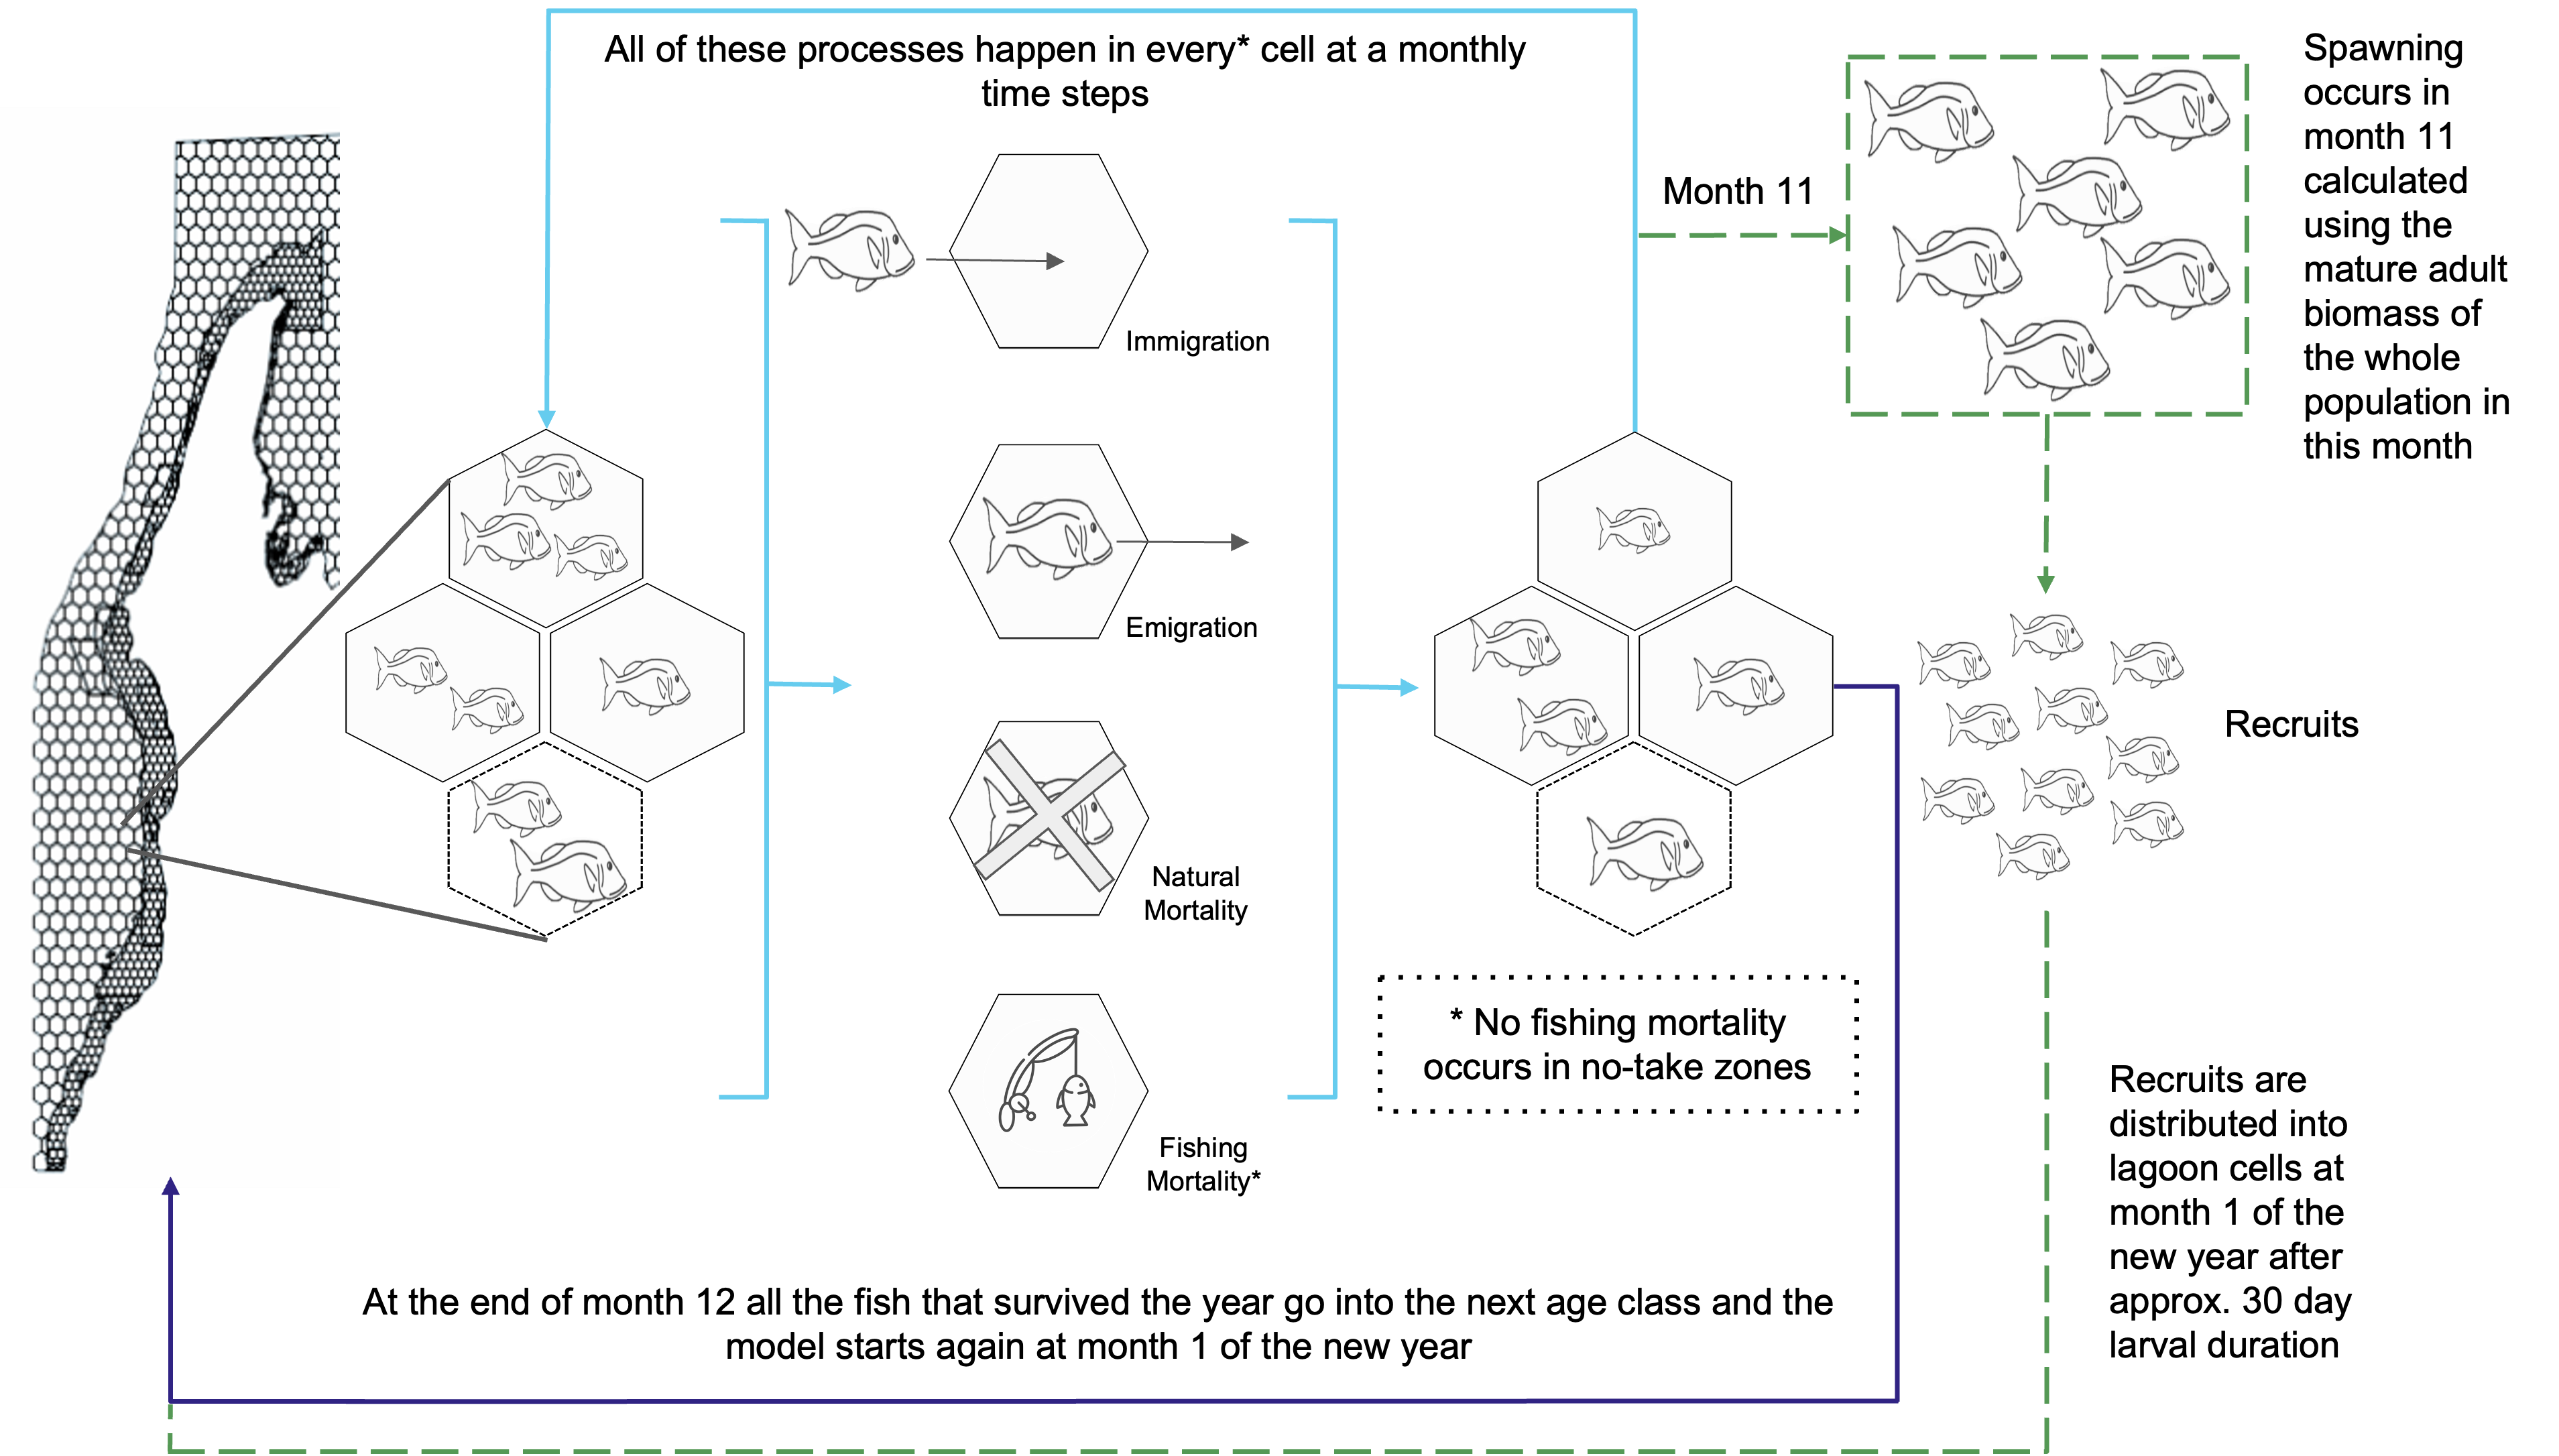 All of these processes happen in every* cell at a monthly
time steps
Immigration
Emigration
Natural
Mortality
Fishing
Mortality*
Month 11
Spawning
occurs in
month 11
calculated
using the
mature adult
biomass of
the whole
population in
this month
Recruits
* No fishing mortality
occurs in no-take zones
Recruits are
distributed into
lagoon cells at
month 1 of the
new year after
approx. 30 day
larval duration
At the end of month 12 all the fish that survived the year go into the next age class and the
model starts again at month 1 of the new year